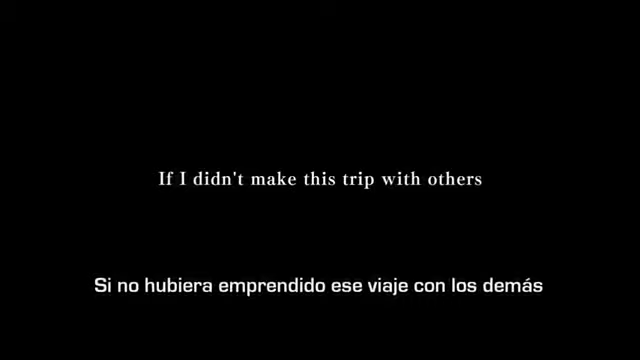 If I didn't make this trip with others
Si no hubiera emprendido ese viaje con los demás